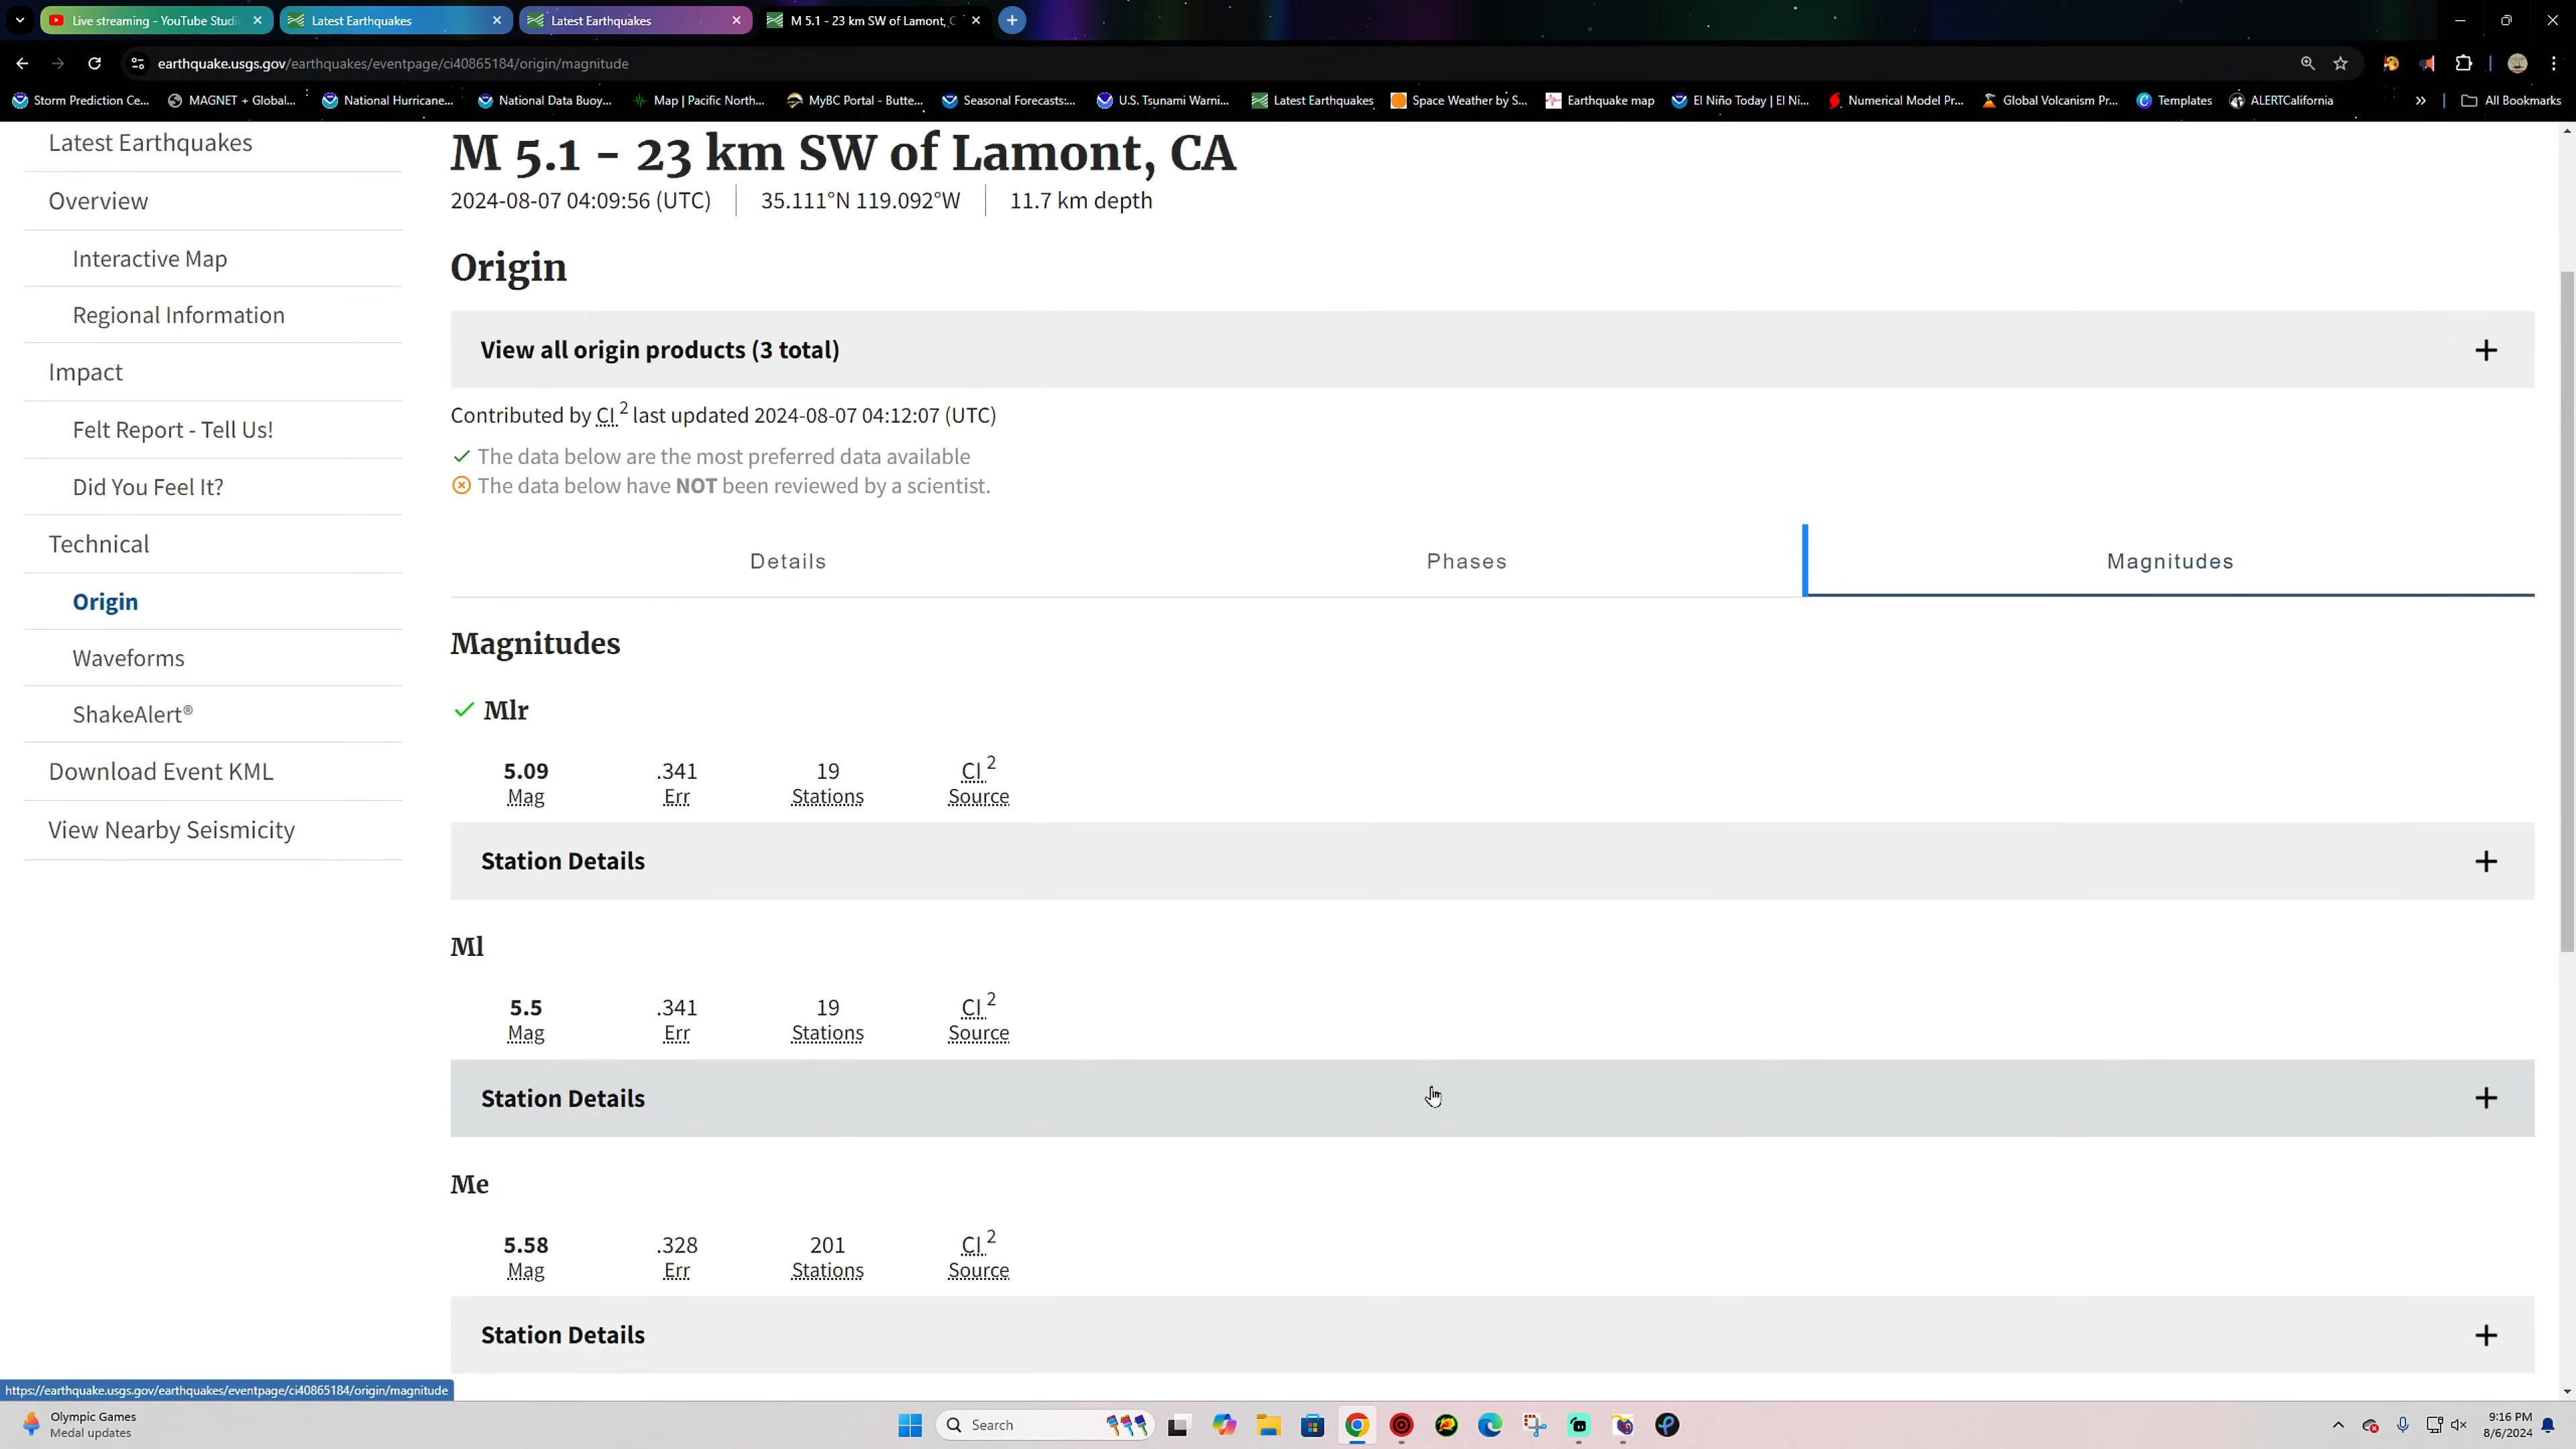 Live streaming - YouTube Studi
Latest Earthquakes
Latest Earthquakes
M 5.1 - 23 km SW of Lamont, C
earthquake.usgs.gov/earthquakes/eventpage/ci40865184/origin/magnitude
Storm Prediction Ce... MAGNET + Global... National Hurricane... National Data Buoy... Map | Pacific North... MyBC Portal - Butte... Seasonal Forecasts:... U.S. Tsunami Warni... Latest Earthquakes Space Weather by S... Earthquake map El Niño Today | El Ni... Numerical Model Pr... Global Volcanism Pr... Templates ALERTCalifornia » All Bookmarks
Latest Earthquakes
Overview
Interactive Map
Regional Information
Impact
Felt Report - Tell Us!
Did You Feel It?
Technical
Origin
Waveforms
ShakeAlert®
Download Event KML
View Nearby Seismicity
M 5.1 - 23 km SW of Lamont, CA
2024-08-07 04:09:56 (UTC) 35.111°N 119.092°W 11.7 km depth
Origin
View all origin products (3 total)
Contributed by CI 2 last updated 2024-08-07 04:12:07 (UTC)
The data below are the most preferred data available
The data below have NOT been reviewed by a scientist.
Details Phases Magnitudes
Magnitudes
Mlr
5.09 .341 19 CI 2
Mag Err Stations Source
Station Details
Ml
5.5 .341 19 CI 2
Mag Err Stations Source
Station Details
Me
5.58 .328 201 CI 2
Mag Err Stations Source
Station Details
https://earthquake.usgs.gov/earthquakes/eventpage/ci40865184/origin/magnitude
Olympic Games
Medal updates
Search
9:16 PM
8/6/2024